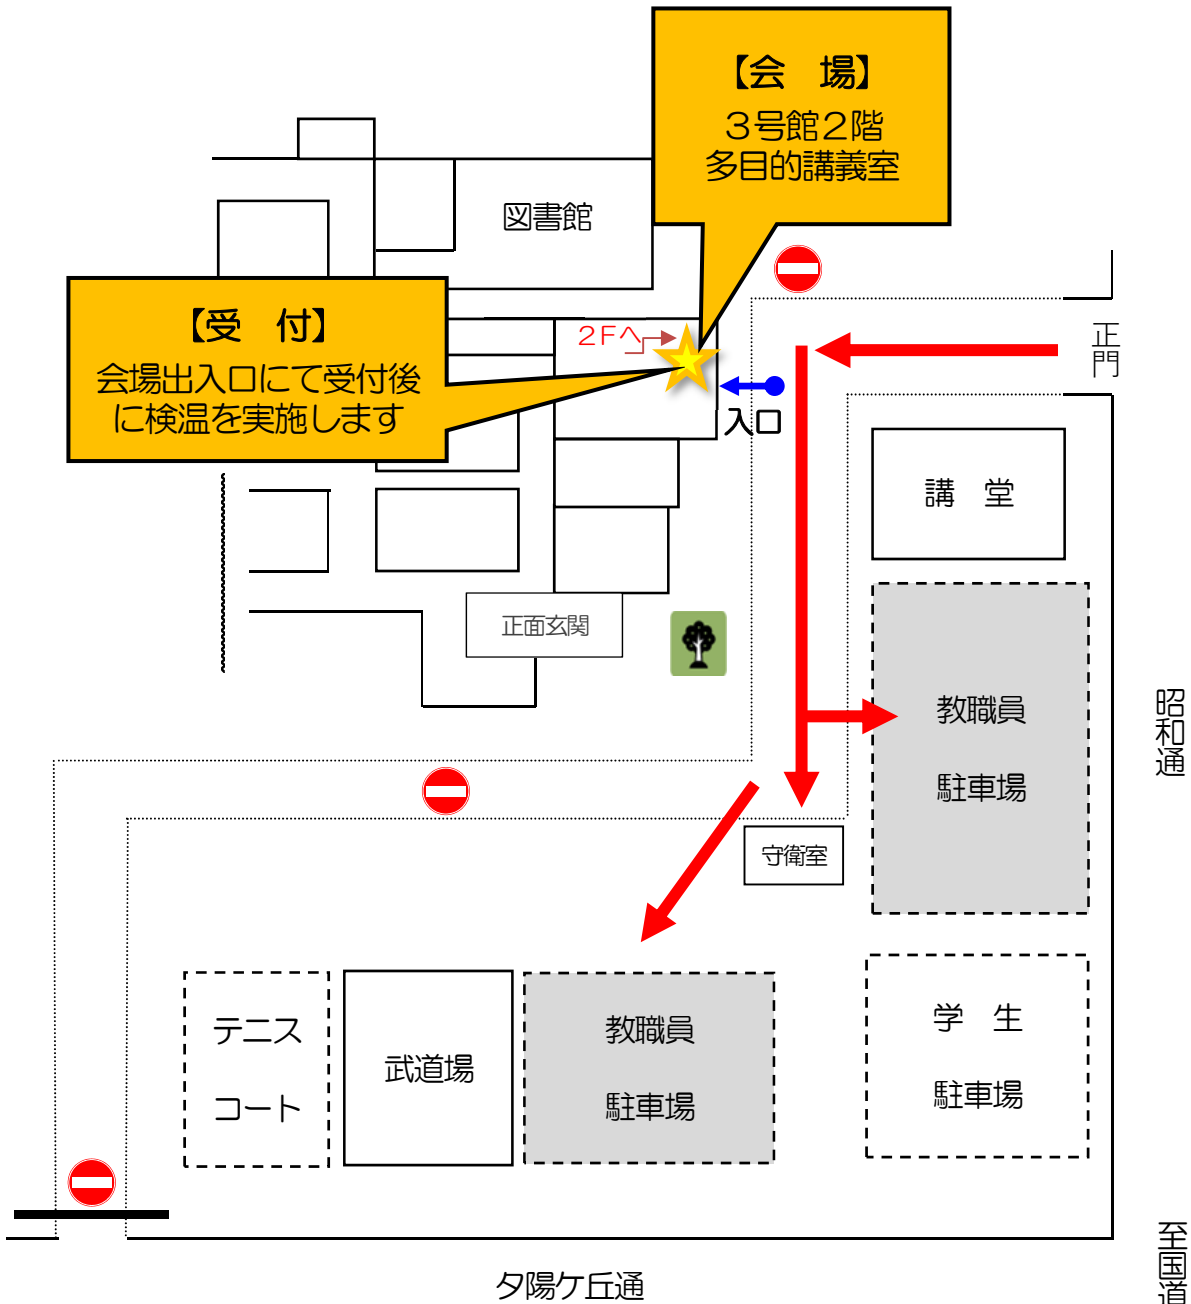 【会　場】
３号館２階
多目的講義室
図書館
【受　付】
会場出入口にて受付後
に検温を実施します
２Fへ
入口
正門
講　堂
正面玄関
教職員
駐車場
昭和通
守衛室
テニス
コート
武道場
教職員
駐車場
学　生
駐車場
夕陽ケ丘通
至国道